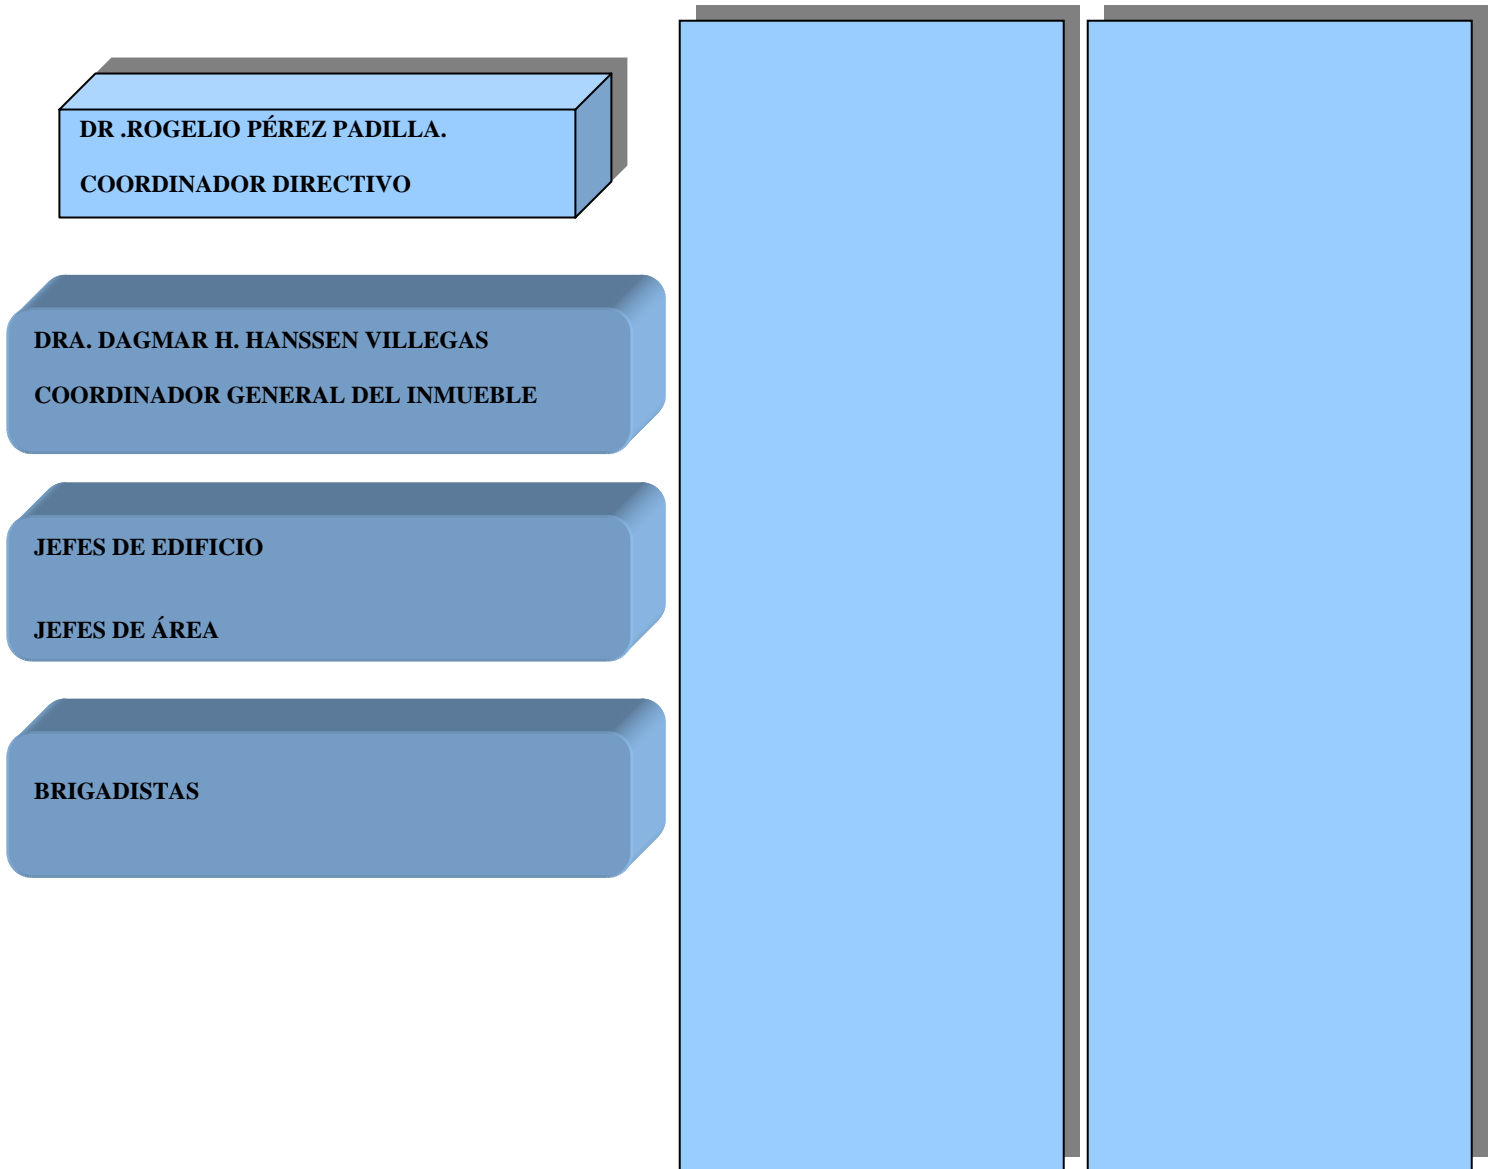 DR .ROGELIO PÉREZ PADILLA.
COORDINADOR DIRECTIVO
DRA. DAGMAR H. HANSSEN VILLEGAS
COORDINADOR GENERAL DEL INMUEBLE
JEFES DE EDIFICIO
JEFES DE ÁREA
BRIGADISTAS